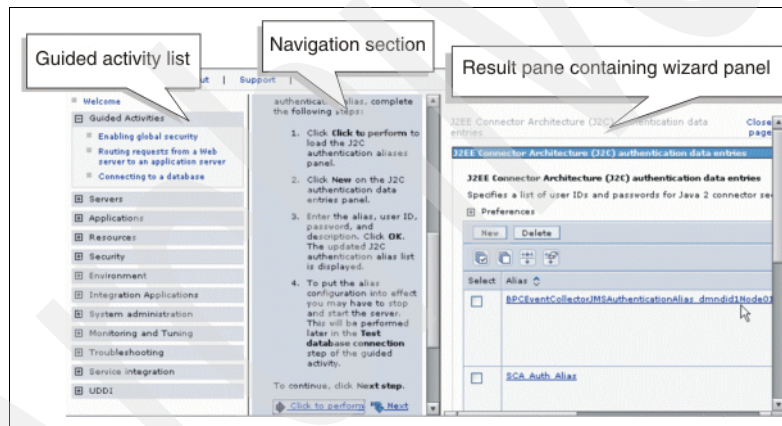 Guided activity list
Navigation section
Result pane containing wizard panel
ut | Support |
Welcome
Guided Activities
Enabling global security
Routing requests from a Web
server to an application server
Connecting to a database
Servers
Applications
Resources
Security
Environment
Integration Applications
System administration
Monitoring and Tuning
Troubleshooting
Service integration
UDDI
authentication alias, complete
the following steps:
1. Click Click to perform to
load the J2C
authentication aliases
panel.
2. Click New on the J2C
authentication data
entries panel.
3. Enter the alias, user ID,
password, and
description. Click OK.
The updated J2C
authentication alias list
is displayed.
4. To put the alias
configuration into effect
you may have to stop
and start the server.
This will be performed
later in the Test
database connection
step of the guided
activity.
To continue, click Next step.
Click to perform Next
J2EE Connector Architecture (J2C) authentication data
entries
Close
page
J2EE Connector Architecture (J2C) authentication data entries
J2EE Connector Architecture (J2C) authentication data entries
Specifies a list of user IDs and passwords for Java 2 connector se
Preferences
New Delete
Select Alias
BPCEventCollectorJMSAuthenticationAlias_dmndid1Node01
SCA_Auth_Alias